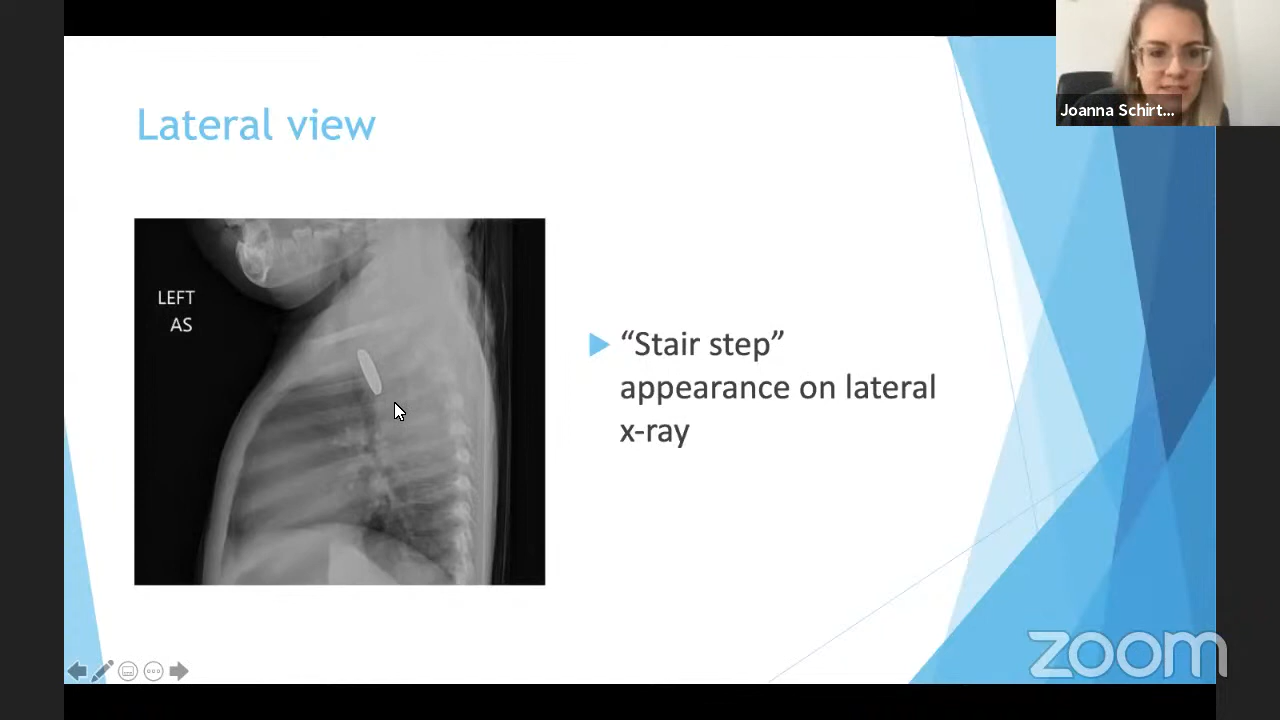 Joanna Schirt...
Lateral view
LEFT
AS
“Stair step”
appearance on lateral
x-ray
zoom